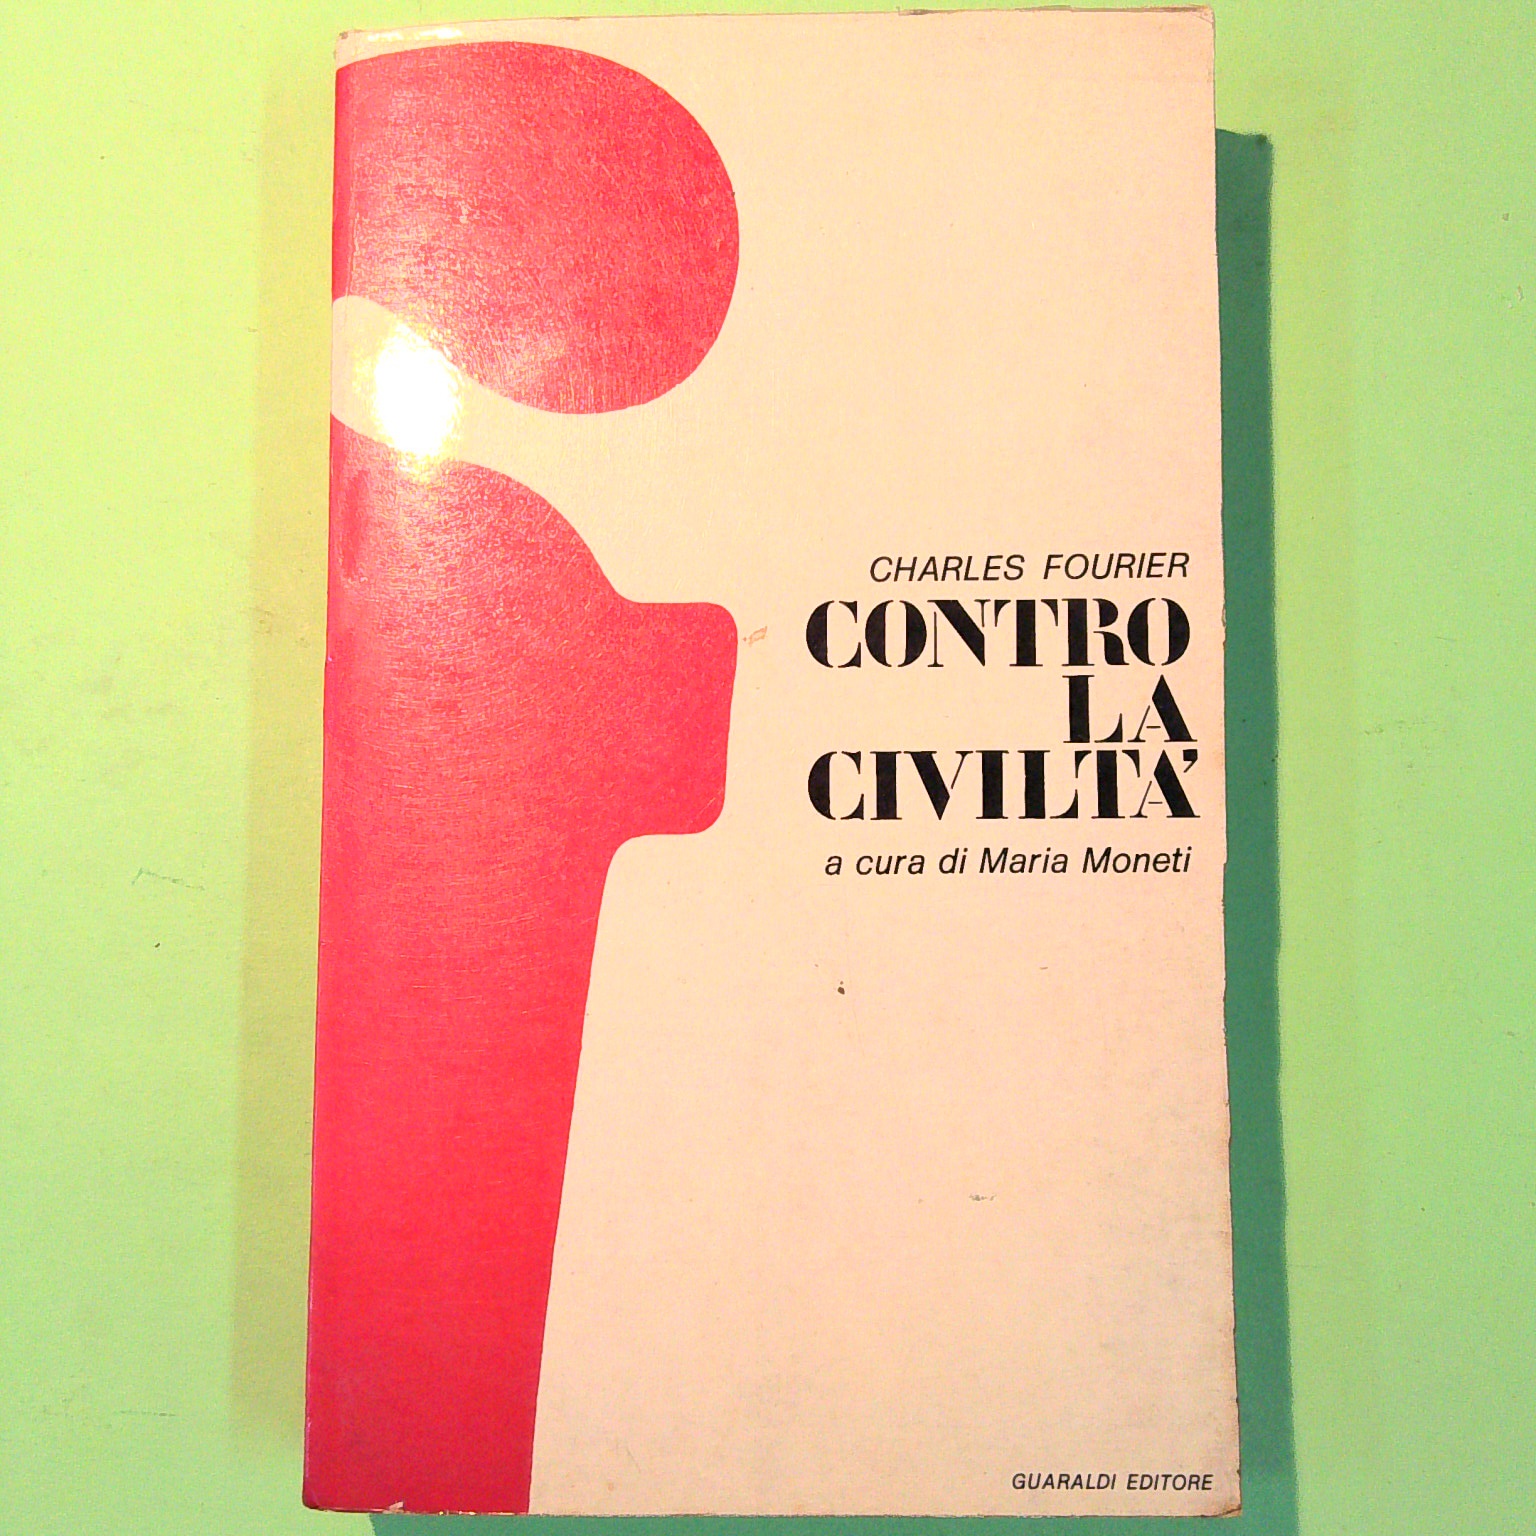 CHARLES FOURIER
CONTRO
LA
CIVILTA'
a cura di Maria Moneti
GUARALDI EDITORE